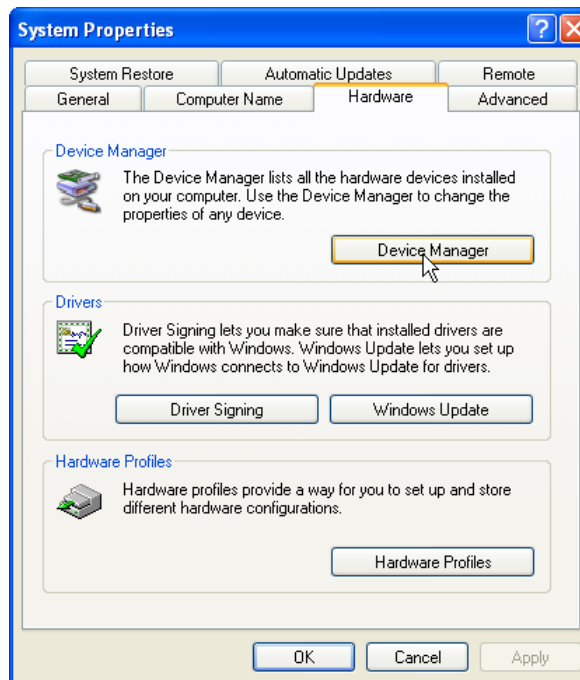 System Properties
System Restore Automatic Updates Remote
General Computer Name Hardware Advanced
Device Manager
The Device Manager lists all the hardware devices installed
on your computer. Use the Device Manager to change the
properties of any device.
Device Manager
Drivers
Driver Signing lets you make sure that installed drivers are
compatible with Windows. Windows Update lets you set up
how Windows connects to Windows Update for drivers.
Driver Signing Windows Update
Hardware Profiles
Hardware profiles provide a way for you to set up and store
different hardware configurations.
Hardware Profiles
OK Cancel Apply